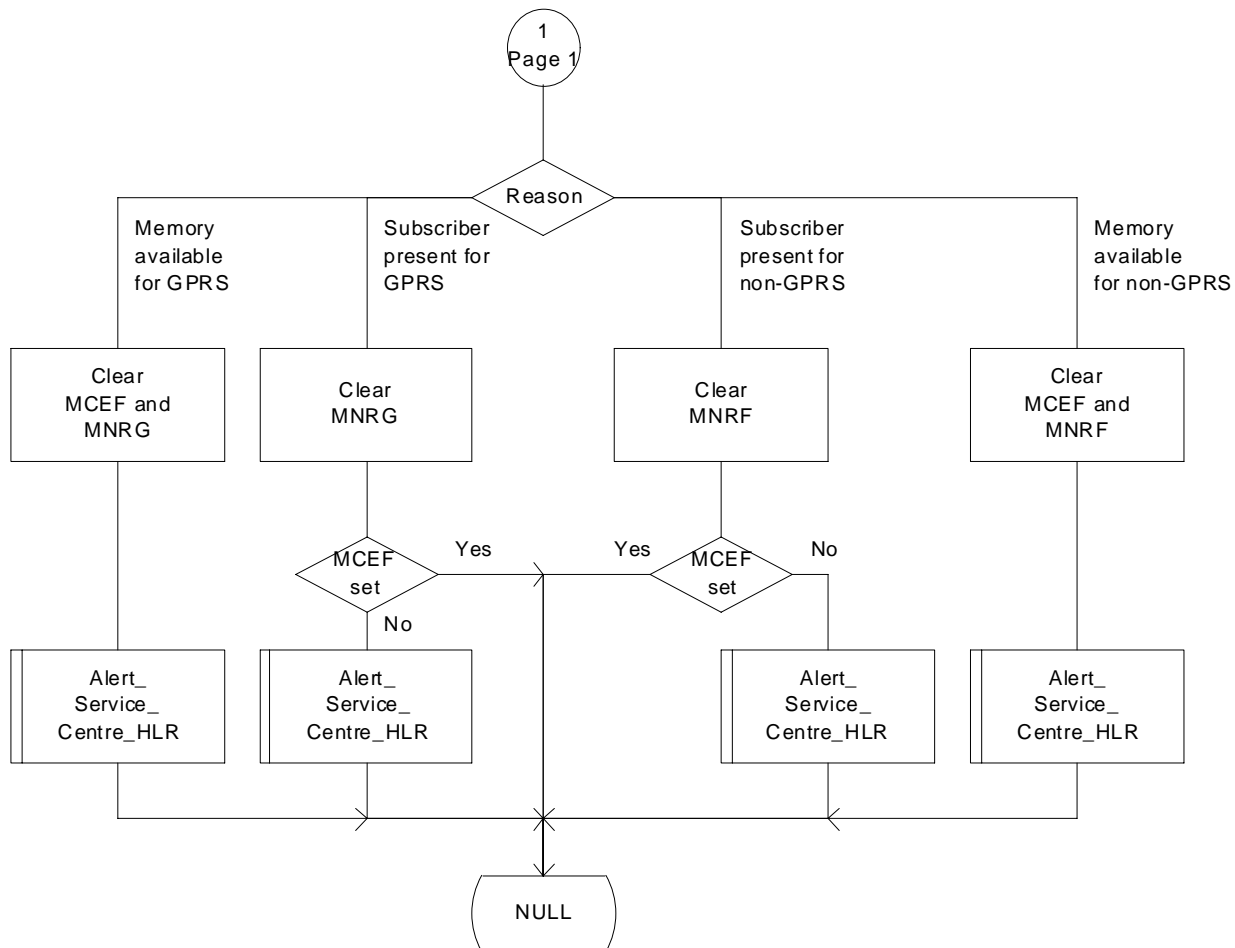 1
Page 1
Reason
Memory
available
for GPRS
Subscriber
present for
GPRS
Subscriber
present for
non-GPRS
Memory
available
for non-GPRS
Clear
MCEF and
MNRG
Clear
MNRG
Clear
MNRF
Clear
MCEF and
MNRF
MCEF
set
Yes
No
Yes
MCEF
set
No
Alert_
Service_
Centre_HLR
Alert_
Service_
Centre_HLR
Alert_
Service_
Centre_HLR
Alert_
Service_
Centre_HLR
NULL